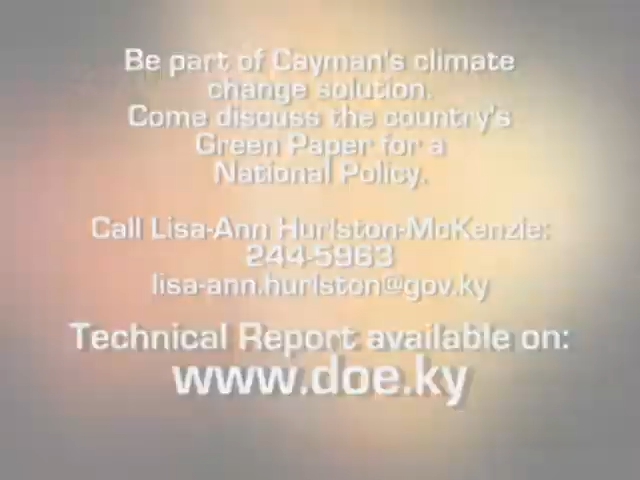 Be part of Cayman's climate
change solution.
Come discuss the country's
Green Paper for a
National Policy.
Call Lisa-Ann Hurlston-McKenzie:
244-5963
lisa-ann.hurlston@gov.ky
Technical Report available on:
www.doe.ky